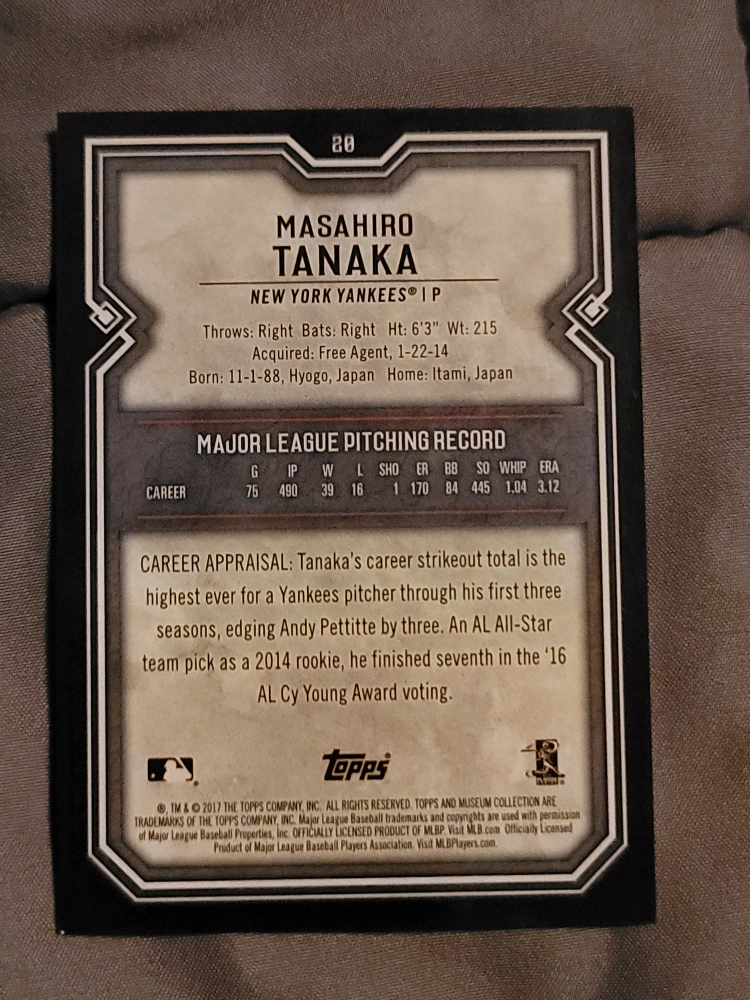 20
MASAHIRO
TANAKA
NEW YORK YANKEES® | P
Throws: Right Bats: Right Ht: 6'3" Wt: 215
Acquired: Free Agent, 1-22-14
Born: 11-1-88, Hyogo, Japan Home: Itami, Japan
MAJOR LEAGUE PITCHING RECORD
G IP W L SHO ER BB SO WHIP ERA
CAREER 75 490 39 16 1 170 84 445 1.04 3.12
CAREER APPRAISAL: Tanaka's career strikeout total is the
highest ever for a Yankees pitcher through his first three
seasons, edging Andy Pettitte by three. An AL All-Star
team pick as a 2014 rookie, he finished seventh in the '16
AL Cy Young Award voting.
topps®
®, TM & © 2017 THE TOPPS COMPANY, INC. ALL RIGHTS RESERVED. TOPPS AND MUSEUM COLLECTION ARE
TRADEMARKS OF THE TOPPS COMPANY, INC. Major League Baseball trademarks and copyrights are used with permission
of Major League Baseball Properties, Inc. OFFICIALLY LICENSED PRODUCT OF MLBP. Visit MLB.com Officially Licensed
Product of Major League Baseball Players Association. Visit MLBPlayers.com.